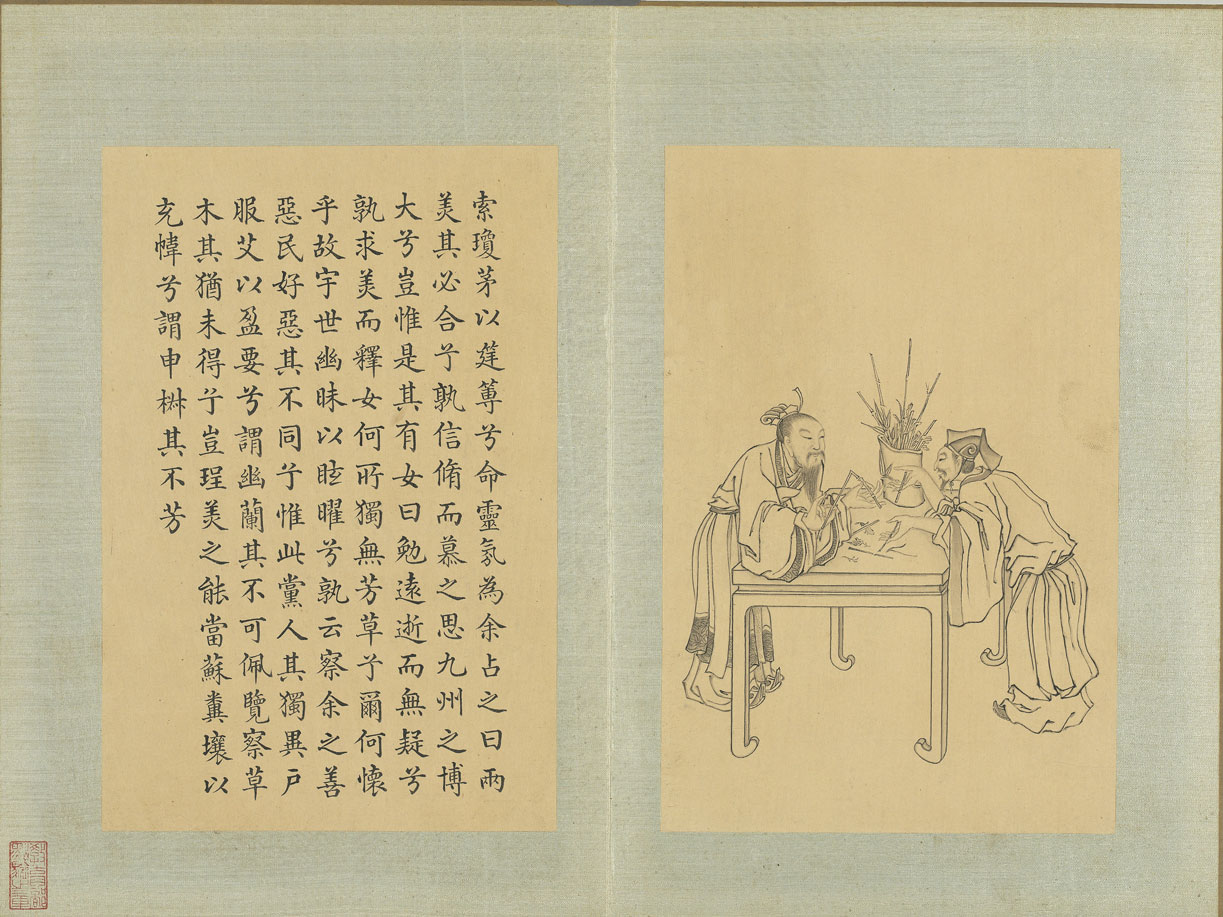 索瓊茅以莛篿兮命靈氛為余占之曰兩
美其必合兮孰信脩而慕之思九州之博
大兮豈惟是其有女曰勉遠逝而無疑兮
孰求美而釋女何所獨無芳草兮爾何懷
乎故宇世幽昧以眩曜兮孰云察余之善
惡民好惡其不同兮惟此黨人其獨異戶
服艾以盈要兮謂幽蘭其不可佩覽察草
木其猶未得兮豈珵美之能當蘇糞壤以
充幃兮謂申椒其不芳